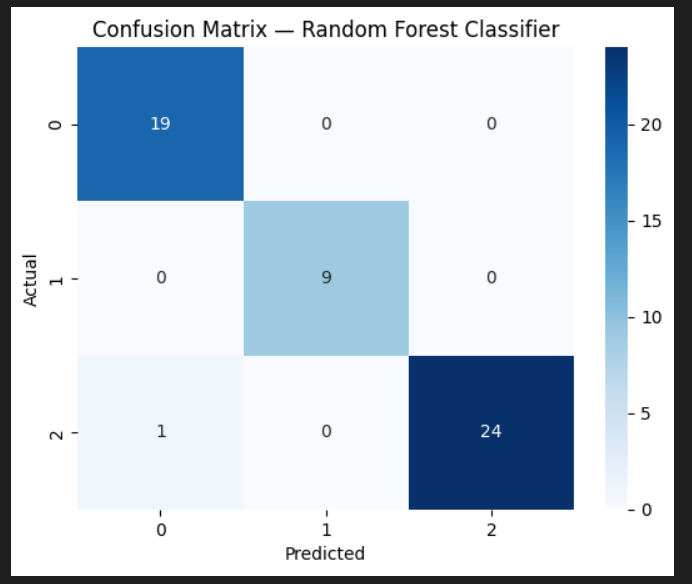 Confusion Matrix — Random Forest Classifier
0 19 0 0 20
15
Actual 1 0 9 0 10
5
2 1 0 24 0
0 1 2
Predicted